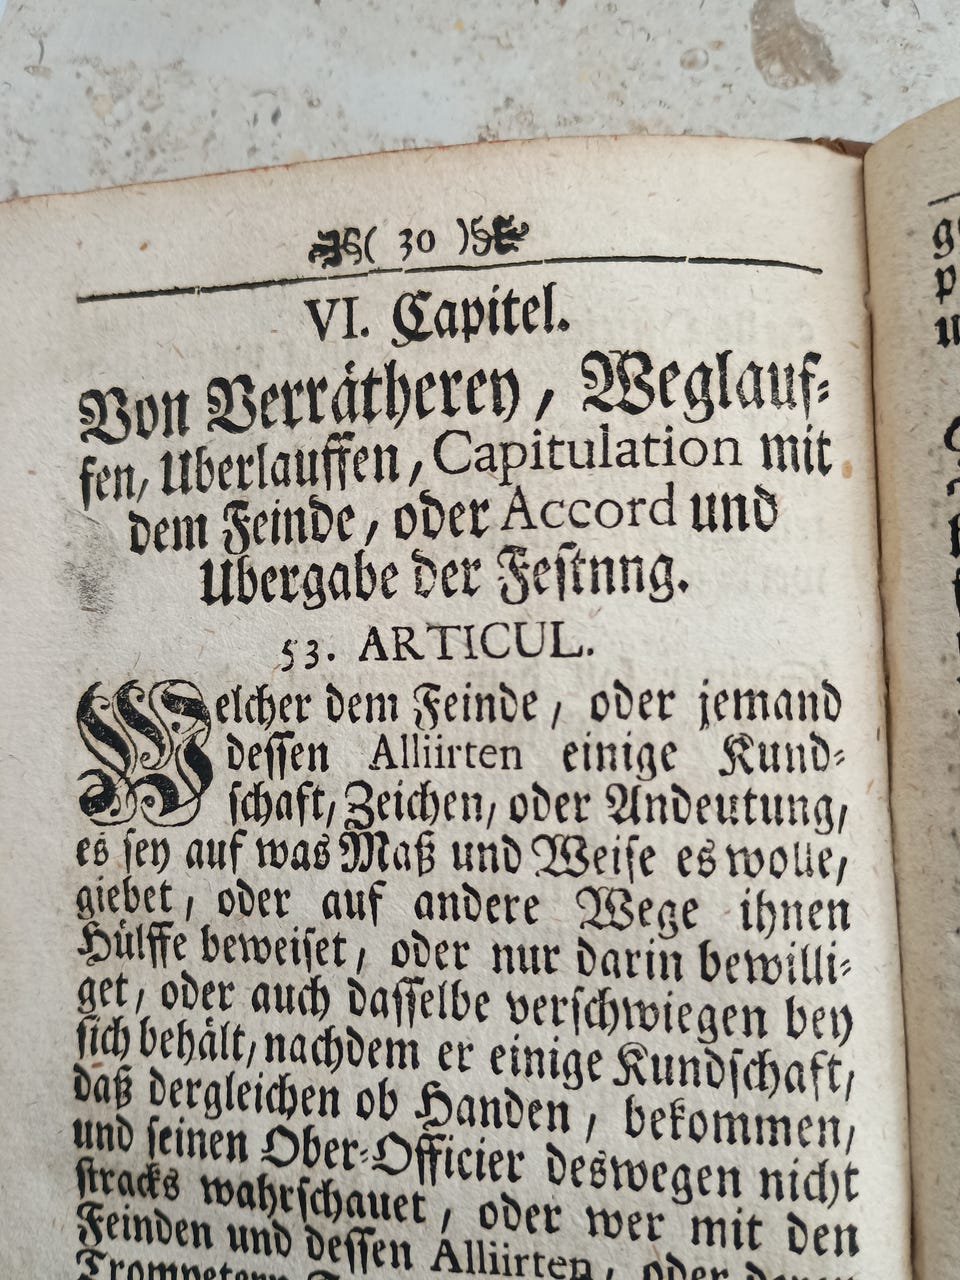 ( 30 )
VI. Capitel.
Von Verrätherey, Weglauf-
fen, Uberlauffen, Capitulation mit
dem Feinde, oder Accord und
Ubergabe der Festnng.
53. ARTICUL.
Welcher dem Feinde, oder jemand
dessen Alliirten einige Kund-
schaft, Zeichen, oder Andeutung,
es sey auf was Maß und Weise es wolle,
giebet, oder auf andere Wege ihnen
Hülffe beweiset, oder nur darin bewilli-
get, oder auch dasselbe verschwiegen bey
sich behält, nachdem er einige Kundschaft,
daß dergleichen ob Handen, bekommen,
und seinen Ober-Officier deswegen nicht
stracks wahrschauet, oder wer mit den
Feinden und dessen Alliirten, oder
Trompetern